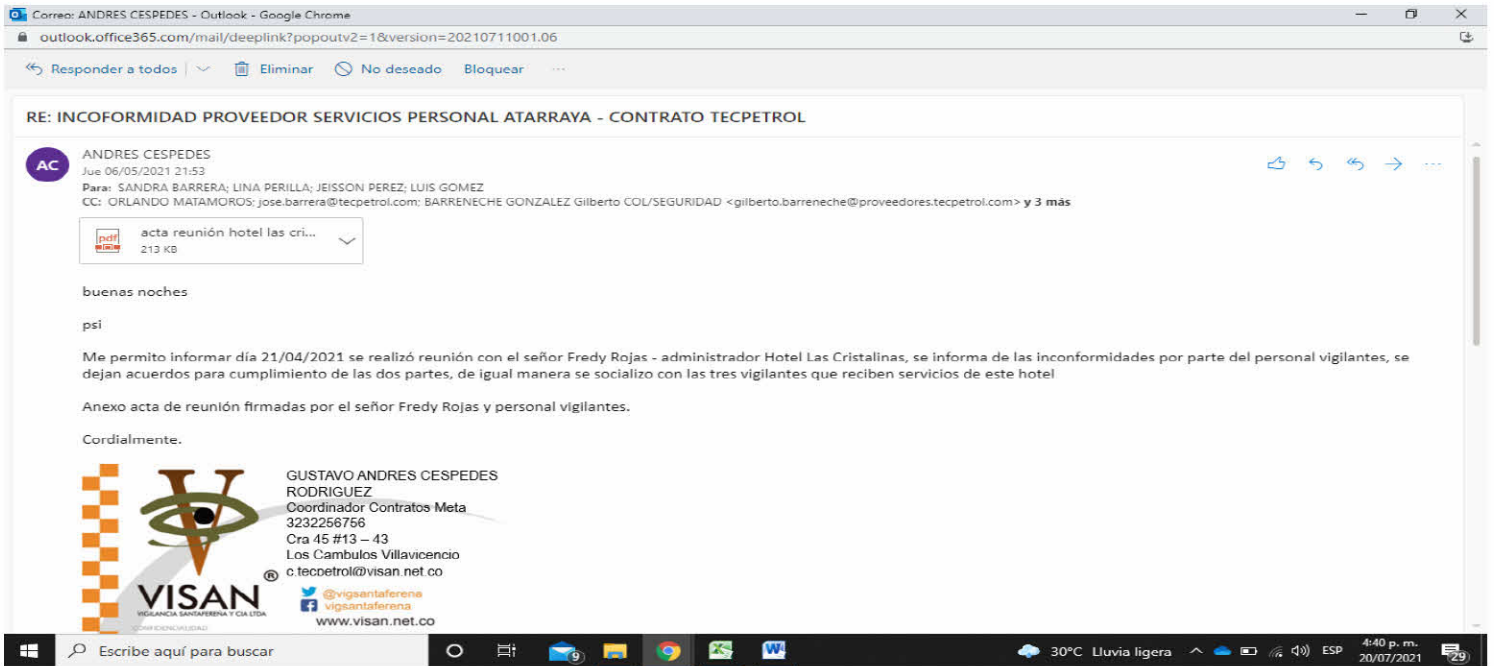 Correo: ANDRES CESPEDES - Outlook - Google Chrome
outlook.office365.com/mail/deeplink?popoutv2=1&version=20210711001.06
Responder a todos Eliminar No deseado Bloquear ...
RE: INCOFORMIDAD PROVEEDOR SERVICIOS PERSONAL ATARRAYA - CONTRATO TECPETROL
AC
ANDRES CESPEDES
Jue 06/05/2021 21:53
Para: SANDRA BARRERA; LINA PERILLA; JEISSON PEREZ; LUIS GOMEZ
CC: ORLANDO MATAMOROS; jose.barrera@tecpetrol.com; BARRENECHE GONZALEZ Gilberto COL/SEGURIDAD <gilberto.barreneche@proveedores.tecpetrol.com> y 3 más
pdf
acta reunión hotel las cri...
213 KB
buenas noches
psi
Me permito informar día 21/04/2021 se realizó reunión con el señor Fredy Rojas - administrador Hotel Las Cristalinas, se informa de las inconformidades por parte del personal vigilantes, se
dejan acuerdos para cumplimiento de las dos partes, de igual manera se socializo con las tres vigilantes que reciben servicios de este hotel
Anexo acta de reunión firmadas por el señor Fredy Rojas y personal vigilantes.
Cordialmente.
GUSTAVO ANDRES CESPEDES
RODRIGUEZ
Coordinador Contratos Meta
3232256756
Cra 45 #13 – 43
Los Cambulos Villavicencio
c.tecpetrol@visan.net.co
@vigsantaferena
vigsantaferena
www.visan.net.co
VISAN ®
VIGILANCIA SANTAFEREÑA Y CIA LTDA
CONFIDENCIALIDAD
Escribe aquí para buscar
9
30°C Lluvia ligera
ESP
4:40 p. m.
20/07/2021
29